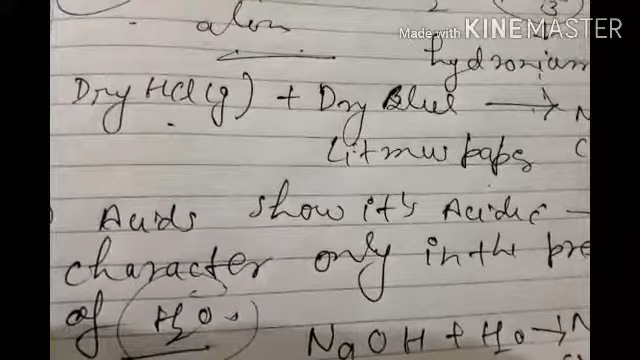 Made with KINEMASTER
alon
hydronium
Dry HCl(g) + Dry Blue →
Litmus paper
Acids show it's Acidic -
character only in the pre
of (H2O)
NaOH + H2O → N